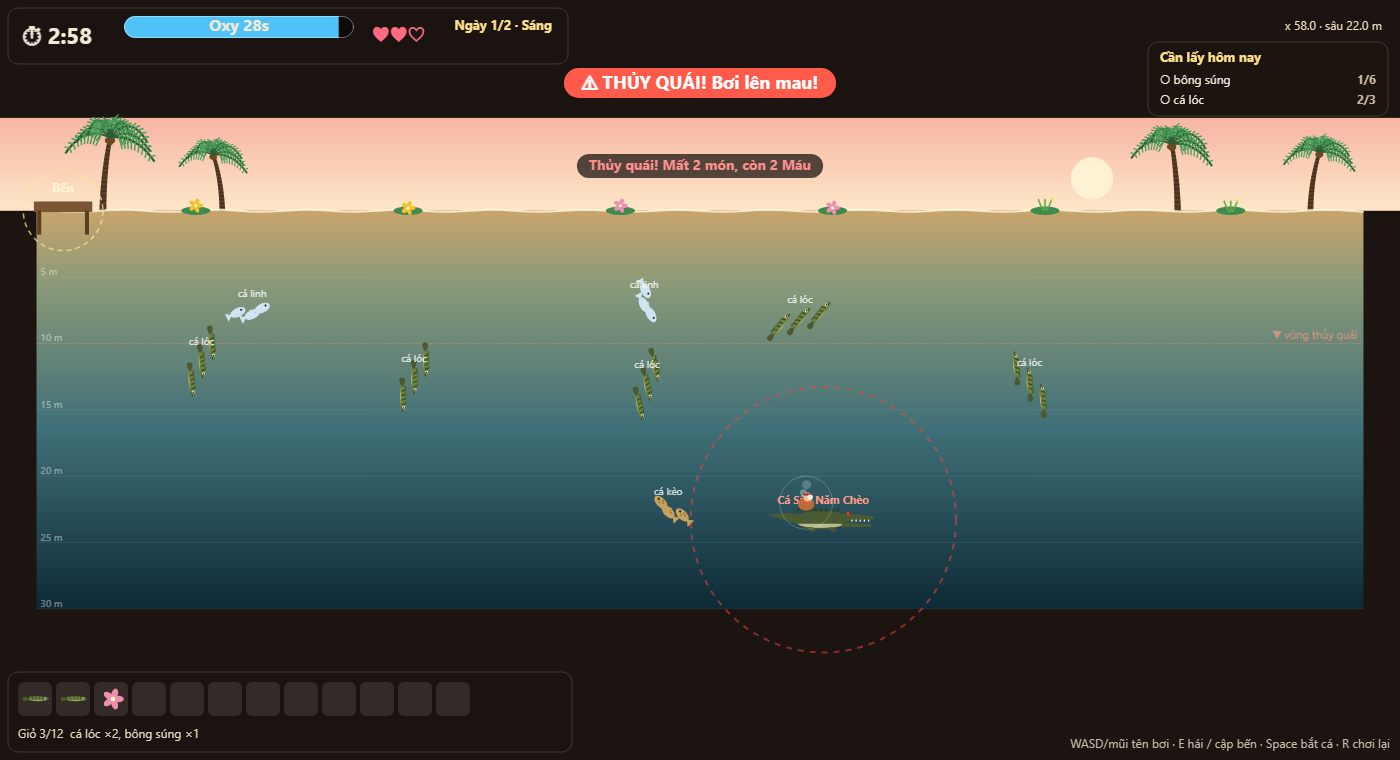 2:58
Oxy 28s
Ngày 1/2 · Sáng
x 58.0 · sâu 22.0 m
⚠ THỦY QUÁI! Bơi lên mau!
Cần lấy hôm nay
O bông súng 1/6
O cá lóc 2/3
Thủy quái! Mất 2 món, còn 2 Máu
Bến
5 m
cá linh
cá linh
cá lóc
▼ vùng thủy quái
10 m
cá lóc
cá lóc
cá lóc
cá lóc
15 m
20 m
cá kèo
Năm Chèo
25 m
30 m
Giỏ 3/12 cá lóc ×2, bông súng ×1
WASD/mũi tên bơi · E hái / cập bến · Space bắt cá · R chơi lại